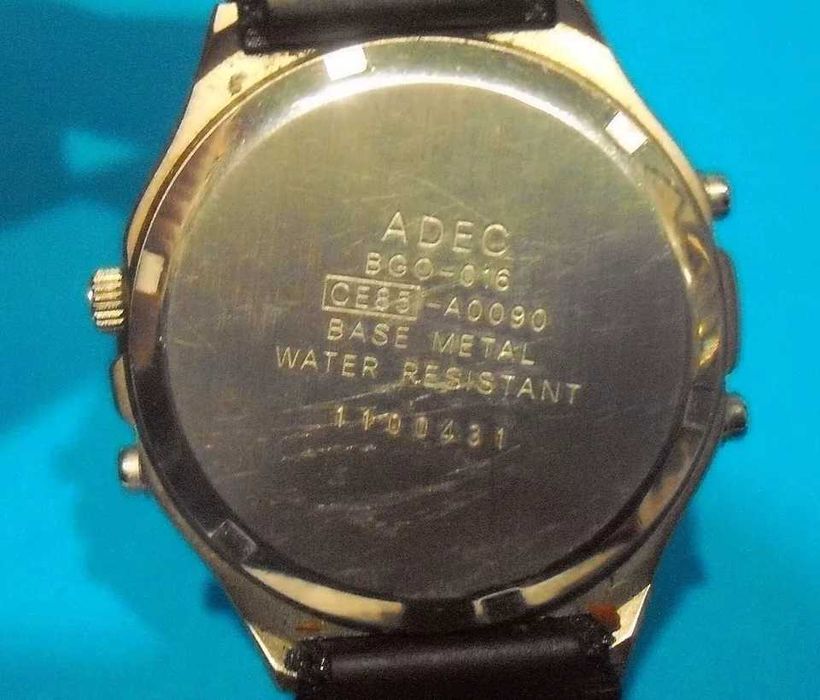 ADEC
BGO-016
CE85-A0090
BASE METAL
WATER RESISTANT
1100431